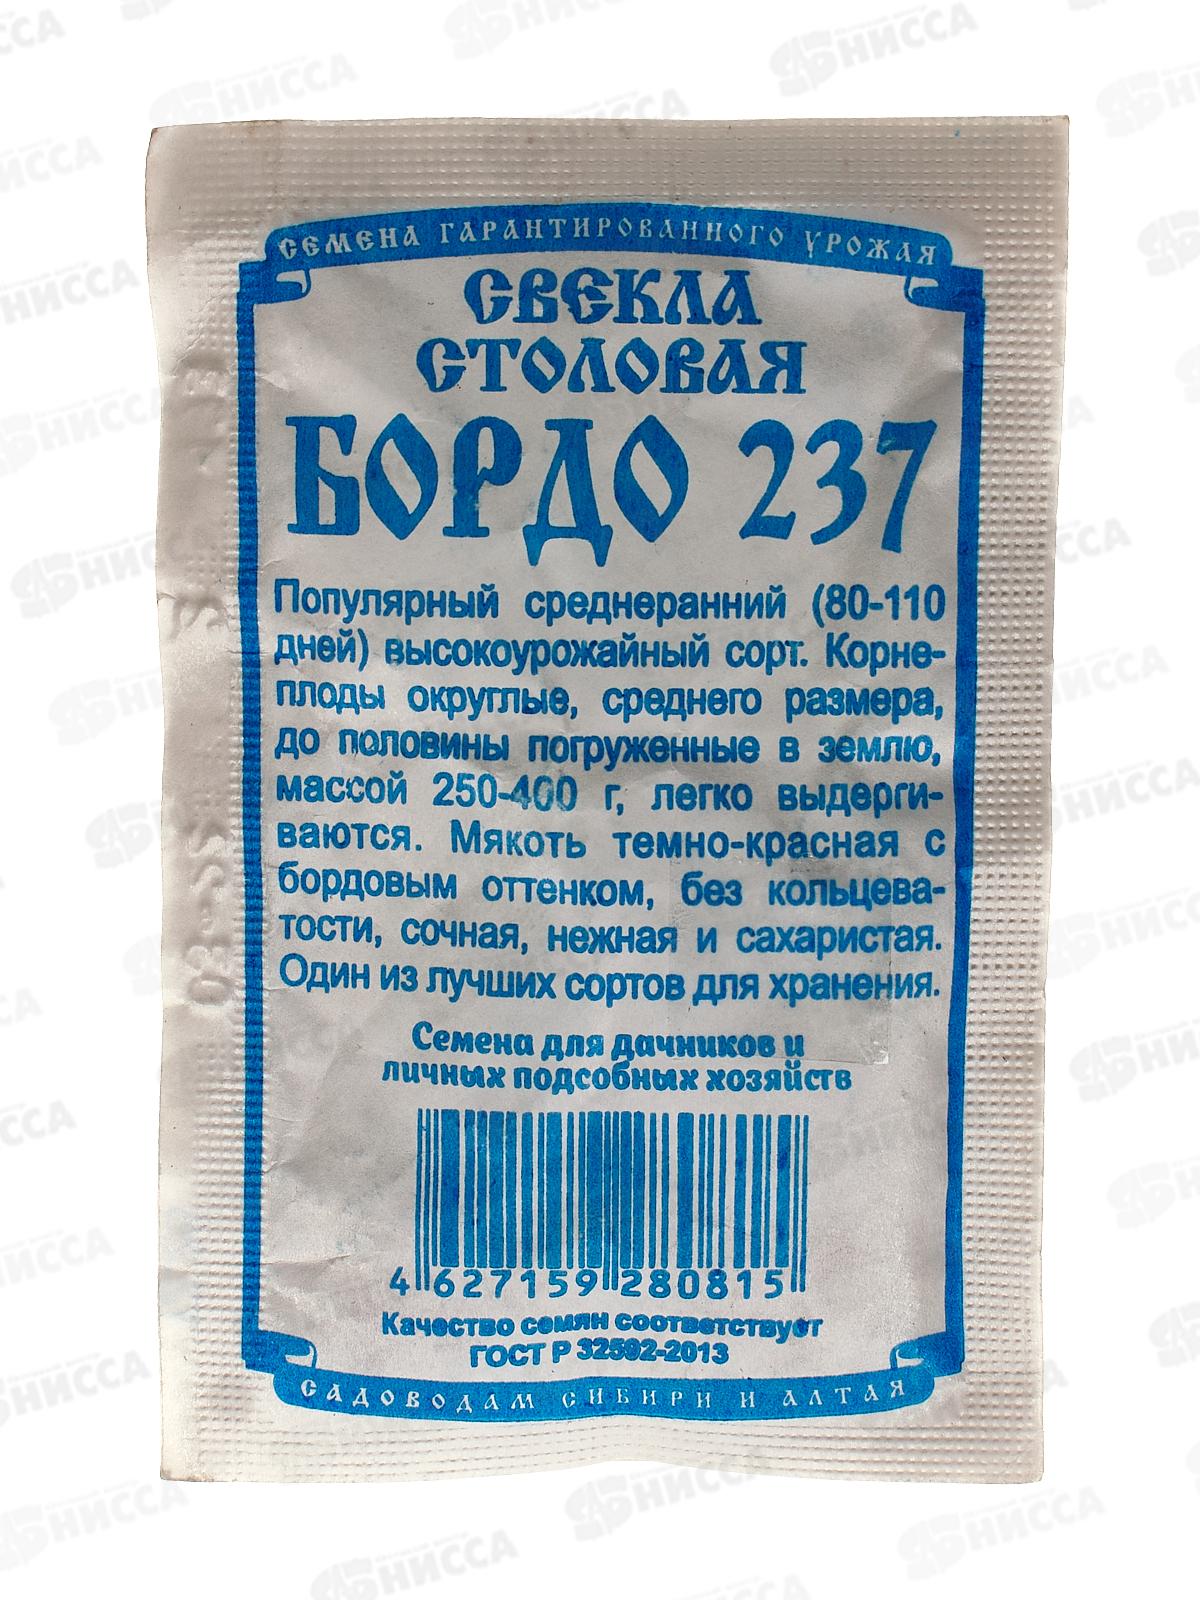 СЕМЕНА ГАРАНТИРОВАННОГО УРОЖАЯ
СВЕКЛА
СТОЛОВАЯ
БОРДО 237
Популярный среднеранний (80-110
дней) высокоурожайный сорт. Корне-
плоды округлые, среднего размера,
до половины погруженные в землю,
массой 250-400 г, легко выдерги-
ваются. Мякоть темно-красная с
бордовым оттенком, без кольцева-
тости, сочная, нежная и сахаристая.
Один из лучших сортов для хранения.
Семена для дачников и
личных подсобных хозяйств
4 627159 280815
Качество семян соответствует
ГОСТ Р 32592-2013
САДОВОДАМ СИБИРИ И АЛТАЯ